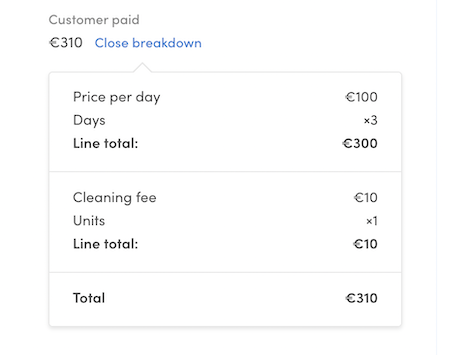 Customer paid
€310 Close breakdown
Price per day €100
Days ×3
Line total: €300
Cleaning fee €10
Units ×1
Line total: €10
Total €310